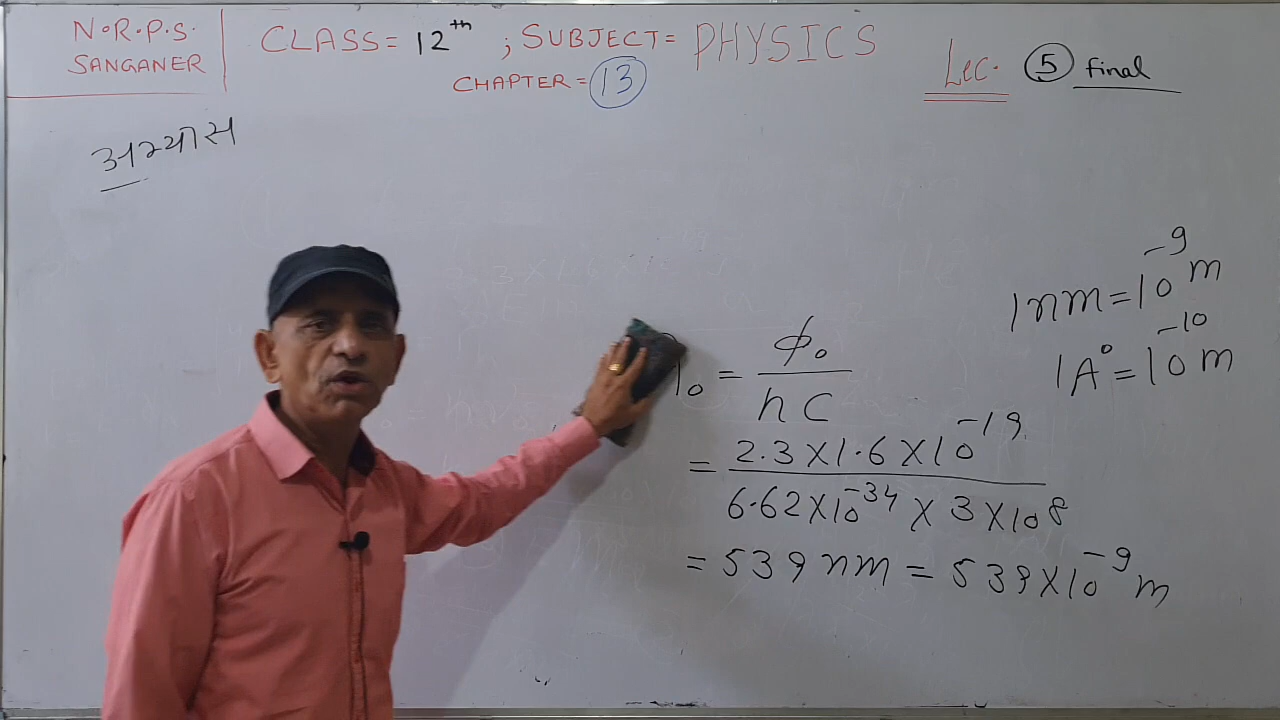 N.R.P.S.
SANGANER
CLASS= 12th ; SUBJECT= PHYSICS
CHAPTER = 13
Lec. 5 final
अभ्यास
1nm=10⁻⁹ m
1A°=10⁻¹⁰ m
₀ = ϕ₀ / hc
= 2.3×1.6×10⁻¹⁹ / 6.62×10⁻³⁴ × 3×10⁸
= 539 nm = 539×10⁻⁹ m